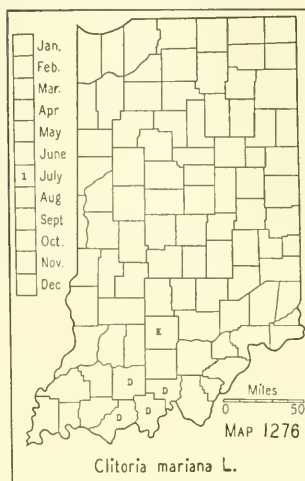 Jan.
Feb.
Mar.
Apr
May
June
1 July
Aug
Sept
Oct.
Nov.
Dec
K
D
D
D D
Miles
0 50
MAP 1276
Clitoria mariana L.